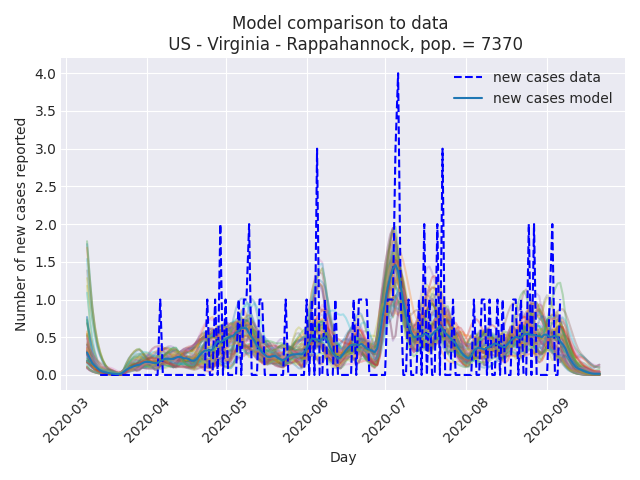 Model comparison to data
US - Virginia - Rappahannock, pop. = 7370
new cases data
new cases model
Number of new cases reported
4.0
3.5
3.0
2.5
2.0
1.5
1.0
0.5
0.0
2020-03
2020-04
2020-05
2020-06
2020-07
2020-08
2020-09
Day